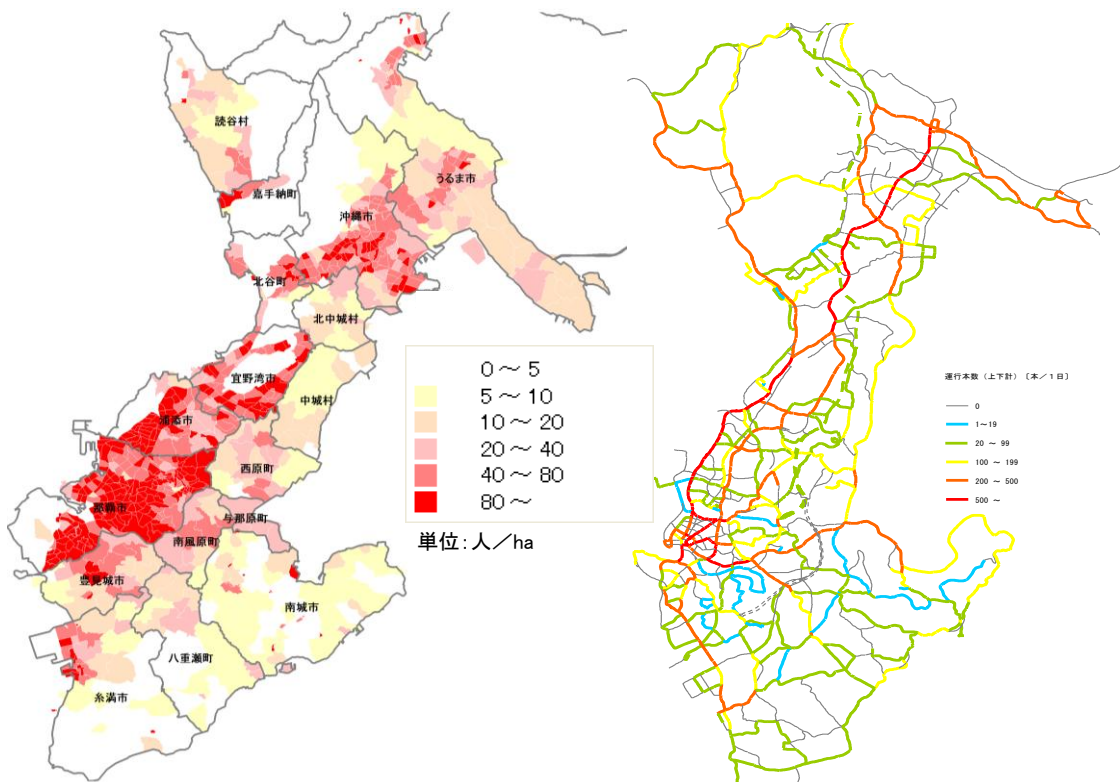 読谷村
嘉手納町
うるま市
沖縄市
北谷町
北中城村
宜野湾市
中城村
浦添市
西原町
那覇市
与那原町
南風原町
豊見城市
南城市
八重瀬町
糸満市
0～5
5～10
10～20
20～40
40～80
80～
単位：人／ha
運行本数（上下計）［本／1日］
0
1～19
20 ～ 99
100 ～ 199
200 ～ 500
500 ～